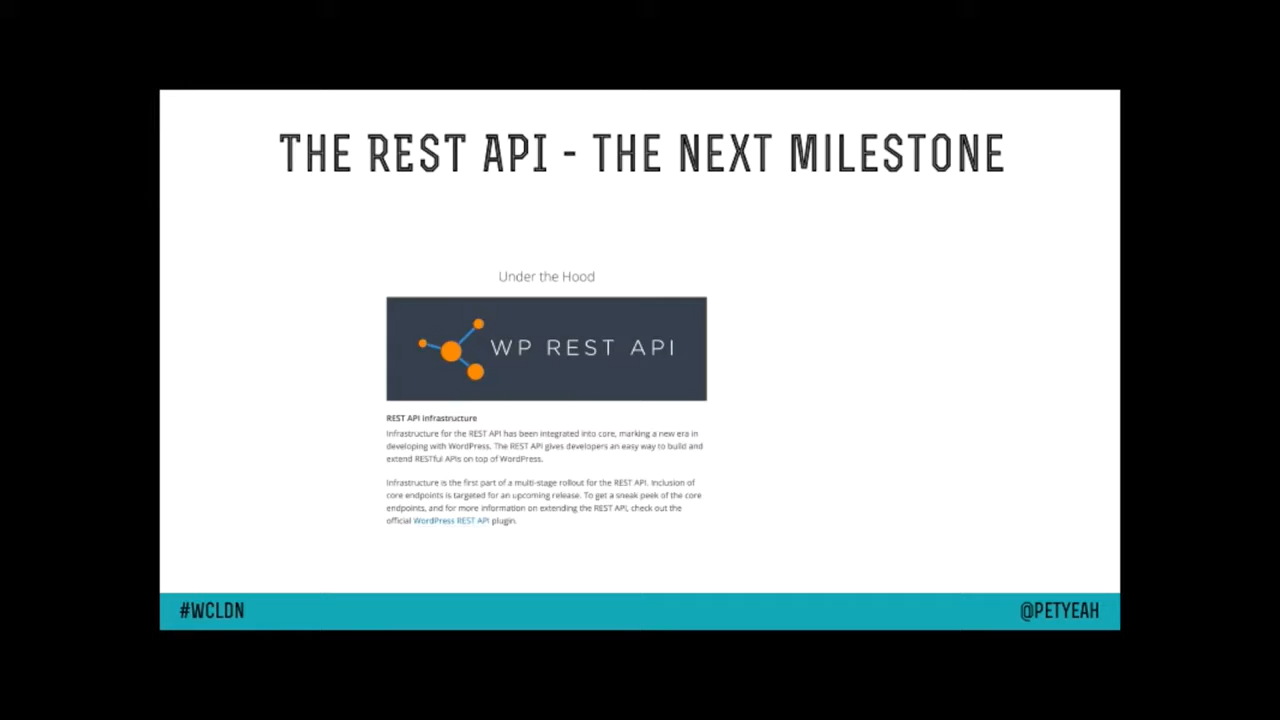 THE REST API - THE NEXT MILESTONE
Under the Hood
WP REST API
REST API infrastructure
Infrastructure for the REST API has been integrated into core, marking a new era in
developing with WordPress. The REST API gives developers an easy way to build and
extend RESTful APIs on top of WordPress.
Infrastructure is the first part of a multi-stage rollout for the REST API. Inclusion of
core endpoints is targeted for an upcoming release. To get a sneak peek of the core
endpoints, and for more information on extending the REST API, check out the
official WordPress REST API plugin.
#WCLDN
@PETYEAH